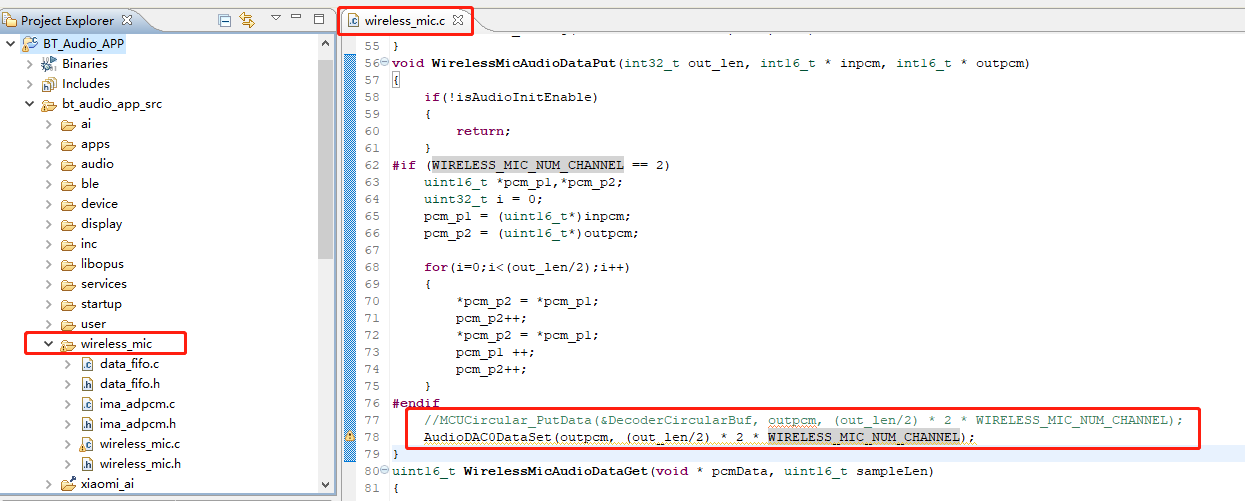 Project Explorer
BT_Audio_APP
Binaries
Includes
bt_audio_app_src
ai
apps
audio
ble
device
display
inc
libopus
services
startup
user
wireless_mic
data_fifo.c
data_fifo.h
ima_adpcm.c
ima_adpcm.h
wireless_mic.c
wireless_mic.h
xiaomi_ai
wireless_mic.c
55 }
56 void WirelessMicAudioDataPut(int32_t out_len, int16_t * inpcm, int16_t * outpcm)
57 {
58 if(!isAudioInitEnable)
59 {
60 return;
61 }
62 #if (WIRELESS_MIC_NUM_CHANNEL == 2)
63 uint16_t *pcm_p1,*pcm_p2;
64 uint32_t i = 0;
65 pcm_p1 = (uint16_t*)inpcm;
66 pcm_p2 = (uint16_t*)outpcm;
67
68 for(i=0;i<(out_len/2);i++)
69 {
70 *pcm_p2 = *pcm_p1;
71 pcm_p2++;
72 *pcm_p2 = *pcm_p1;
73 pcm_p1 ++;
74 pcm_p2++;
75 }
76 #endif
77 //MCUCircular_PutData(&DecoderCircularBuf, outpcm, (out_len/2) * 2 * WIRELESS_MIC_NUM_CHANNEL);
78 AudioDAC0DataSet(outpcm, (out_len/2) * 2 * WIRELESS_MIC_NUM_CHANNEL);
79 }
80 uint16_t WirelessMicAudioDataGet(void * pcmData, uint16_t sampleLen)
81 {